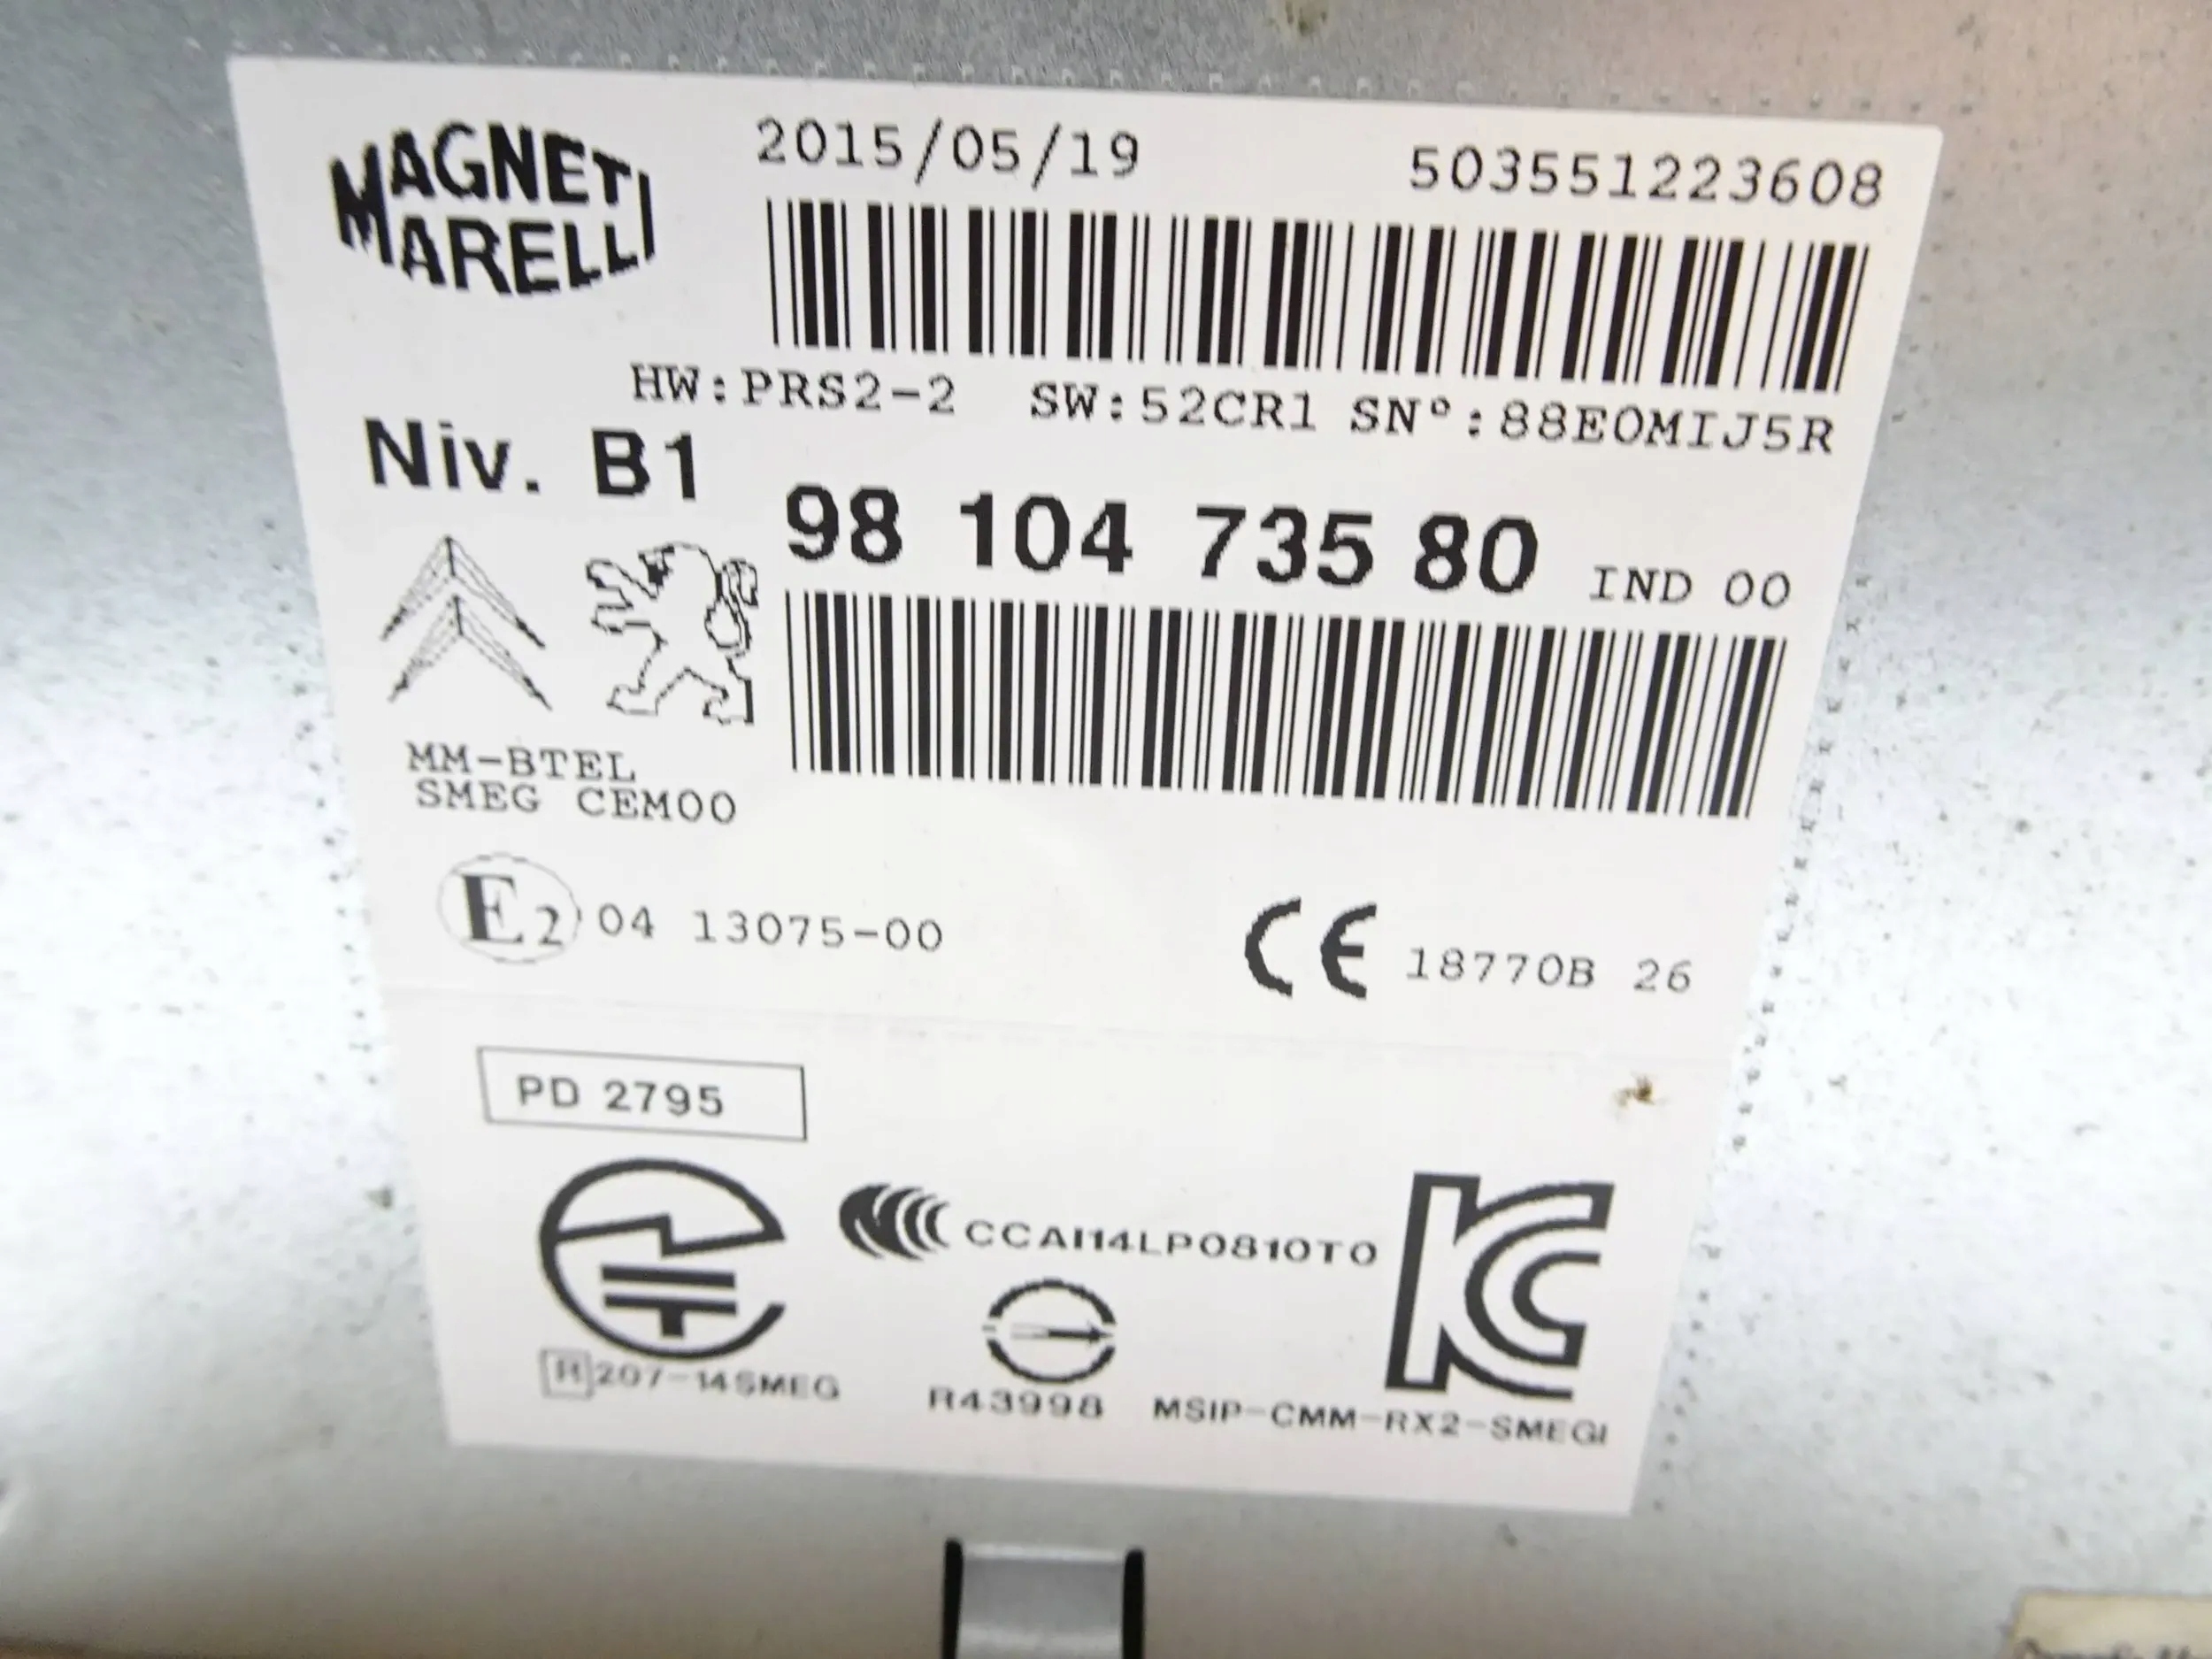 MAGNETI
MARELLI
2015/05/19 503551223608
HW:PRS2-2 SW:52CR1 SN°:88E0MIJ5R
Niv. B1
98 104 735 80 IND 00
MM-BTEL
SMEG CEM00
E2 04 13075-00
CE 18770B 26
PD 2795
CCAI14LP0810T0
R 207-14SMEG
R43998
MSIP-CMM-RX2-SMEGI